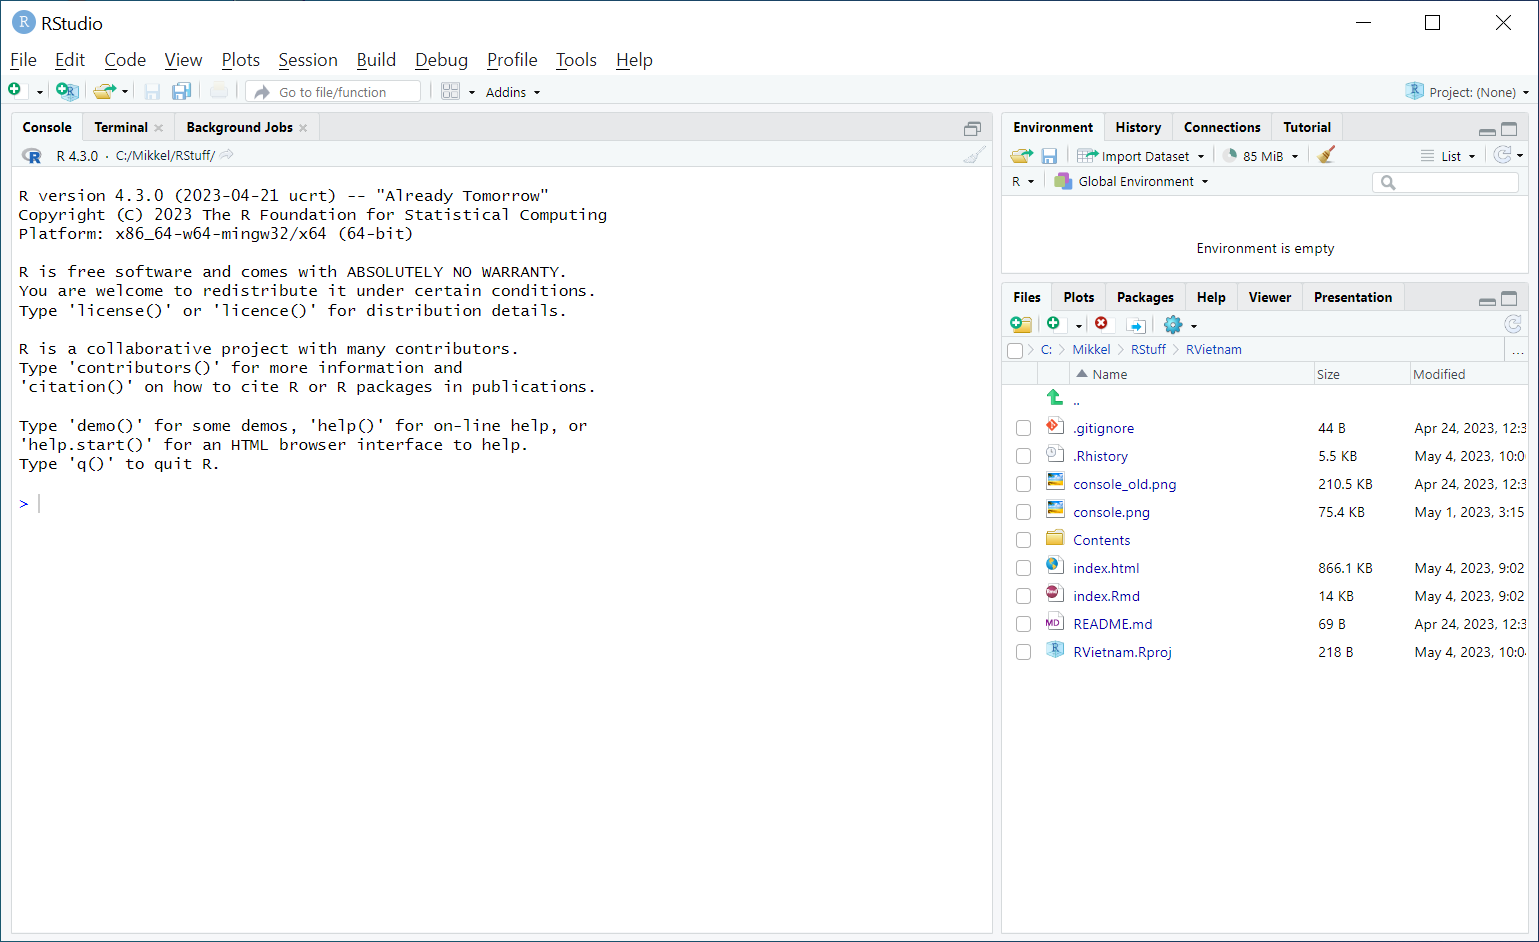 RStudio
File Edit Code View Plots Session Build Debug Profile Tools Help
Go to file/function Addins Project: (None)
Console Terminal Background Jobs
R 4.3.0 · C:/Mikkel/RStuff/
R version 4.3.0 (2023-04-21 ucrt) -- "Already Tomorrow"
Copyright (C) 2023 The R Foundation for Statistical Computing
Platform: x86_64-w64-mingw32/x64 (64-bit)
R is free software and comes with ABSOLUTELY NO WARRANTY.
You are welcome to redistribute it under certain conditions.
Type 'license()' or 'licence()' for distribution details.
R is a collaborative project with many contributors.
Type 'contributors()' for more information and
'citation()' on how to cite R or R packages in publications.
Type 'demo()' for some demos, 'help()' for on-line help, or
'help.start()' for an HTML browser interface to help.
Type 'q()' to quit R.
>
Environment History Connections Tutorial
Import Dataset 85 MiB List
R Global Environment
Environment is empty
Files Plots Packages Help Viewer Presentation
C: Mikkel RStuff RVietnam ...
Name Size Modified
..
.gitignore 44 B Apr 24, 2023, 12:3
.Rhistory 5.5 KB May 4, 2023, 10:0
console_old.png 210.5 KB Apr 24, 2023, 12:3
console.png 75.4 KB May 1, 2023, 3:15
Contents
index.html 866.1 KB May 4, 2023, 9:02
index.Rmd 14 KB May 4, 2023, 9:02
README.md 69 B Apr 24, 2023, 12:3
RVietnam.Rproj 218 B May 4, 2023, 10:0